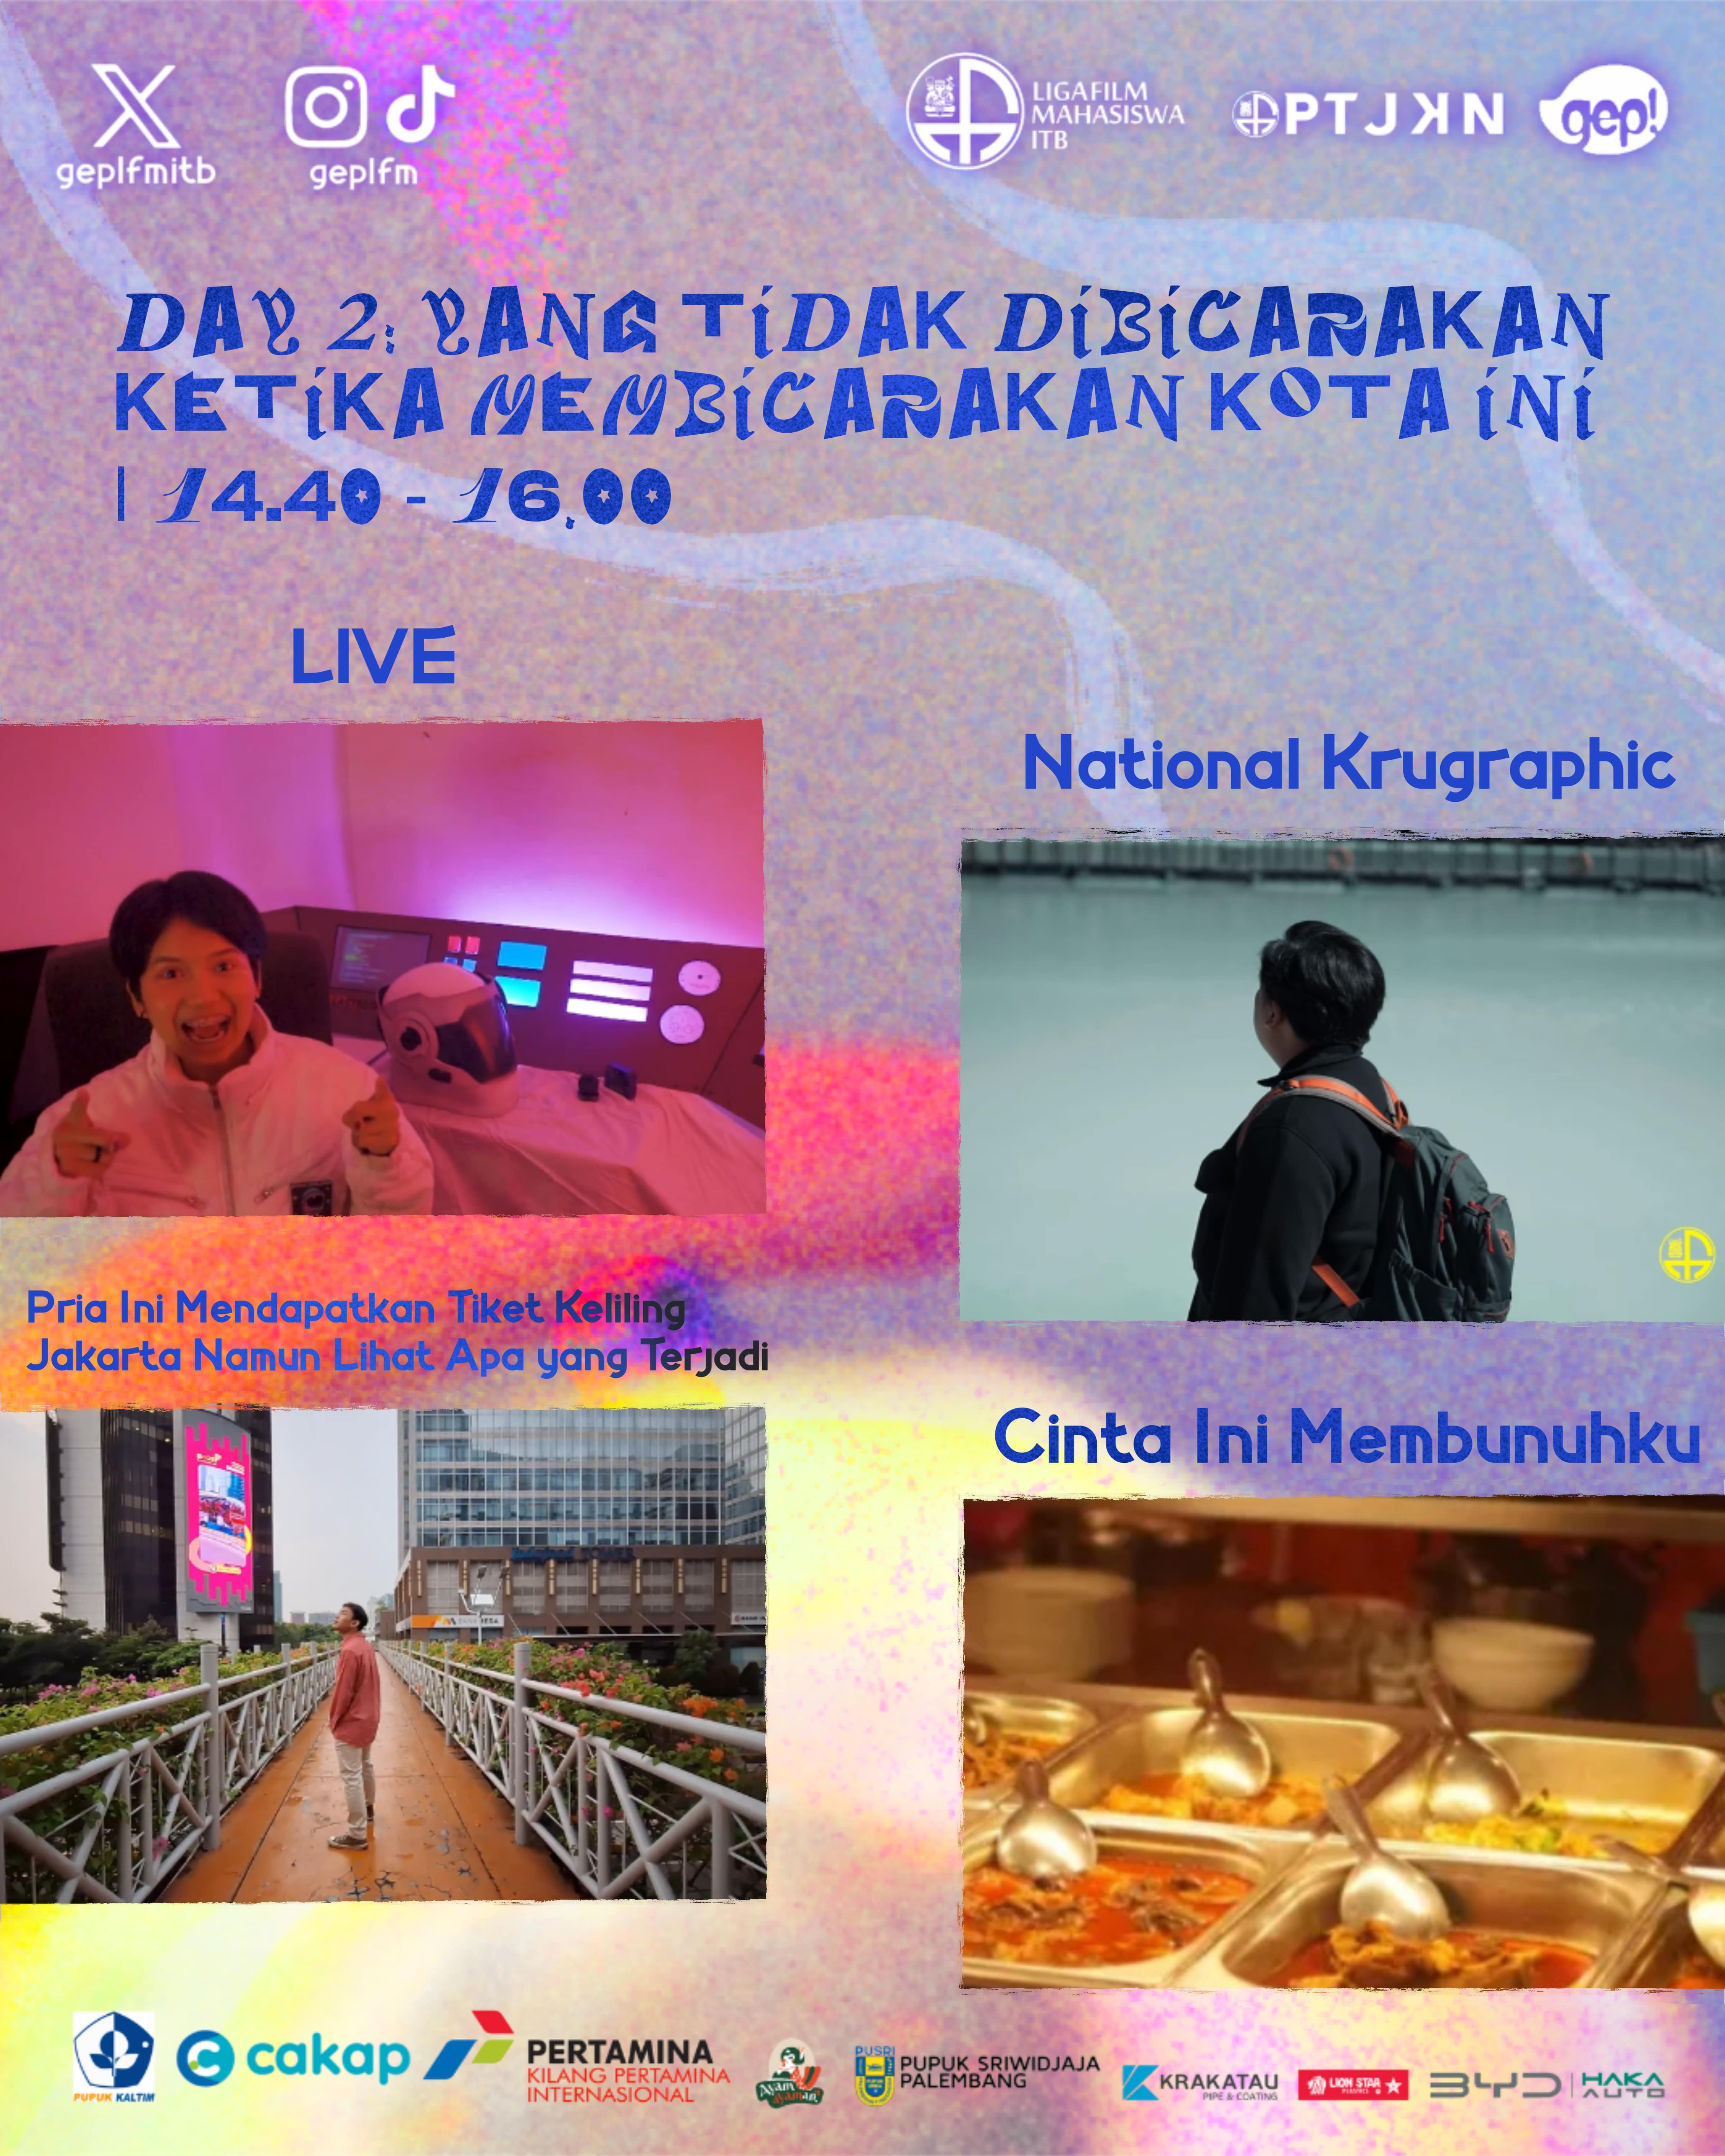 geplfmitb
geplfm
LIGAFILM
MAHASISWA
ITB
PTJKN
gep!
DAY 2: YANG TiDAK DiBiCARAKAN
KETiKA MEMBiCARAKAN KOTA iNi
| 14.40 - 16.00
LIVE
National Krugraphic
Pria Ini Mendapatkan Tiket Keliling
Jakarta Namun Lihat Apa yang Terjadi
Cinta Ini Membunuhku
PUPUK KALTIM
cakap
PERTAMINA
KILANG PERTAMINA
INTERNASIONAL
Ayam
PUSRI
PUPUK SRIWIDJAJA
PALEMBANG
KRAKATAU
PIPE & COATING
LION STAR
PLASTICS
BYD | HAKA
AUTO